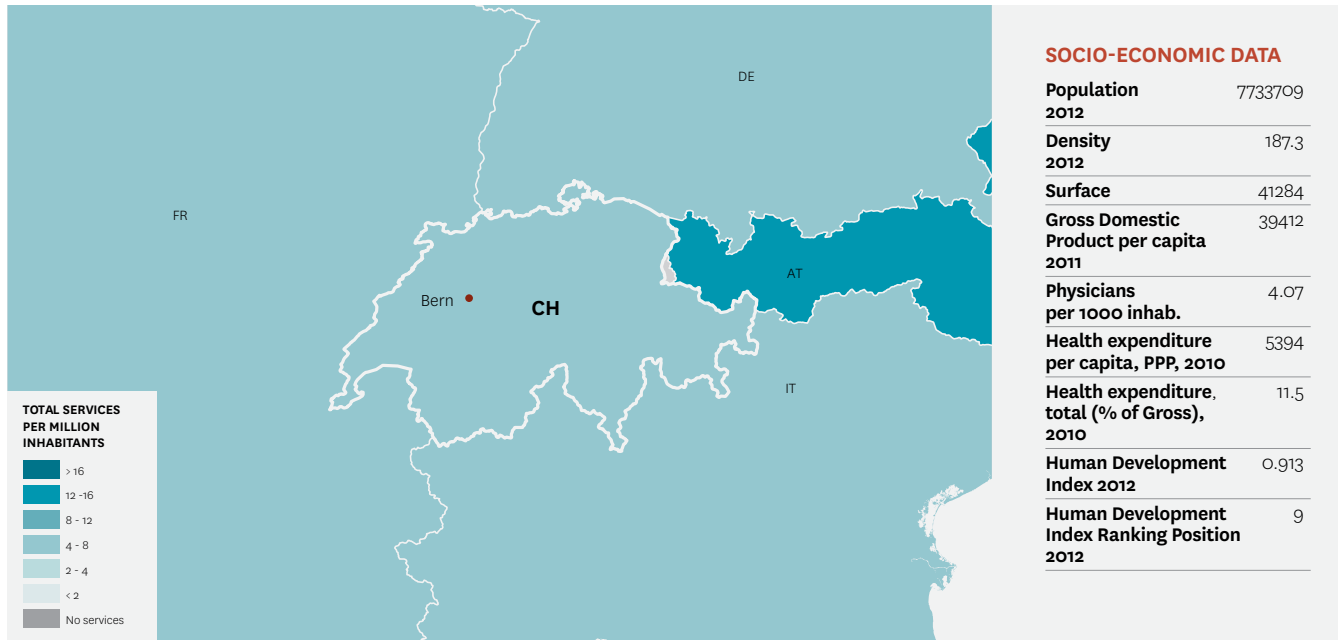 DE
FR
AT
Bern
CH
IT
TOTAL SERVICES
PER MILLION
INHABITANTS
> 16
12 -16
8 - 12
4 - 8
2 - 4
< 2
No services
SOCIO-ECONOMIC DATA
Population 7733709
2012
Density 187.3
2012
Surface 41284
Gross Domestic 39412
Product per capita
2011
Physicians 4.07
per 1000 inhab.
Health expenditure 5394
per capita, PPP, 2010
Health expenditure, 11.5
total (% of Gross),
2010
Human Development 0.913
Index 2012
Human Development 9
Index Ranking Position
2012